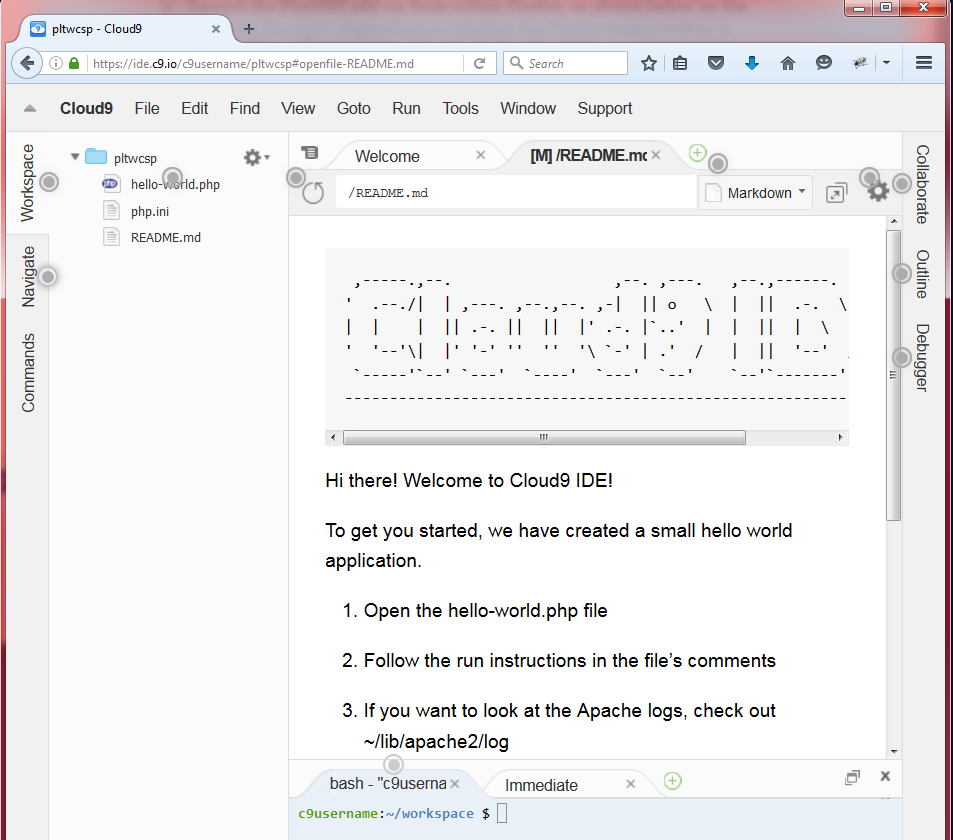 pltwcsp - Cloud9
https://ide.c9.io/c9username/pltwcsp#openfile-README.md
Search
Cloud9 File Edit Find View Goto Run Tools Window Support
Workspace
Navigate
Commands
pltwcsp
hello-world.php
php.ini
README.md
Welcome
[M] /README.mc
/README.md
Markdown
Collaborate
Outline
Debugger
Hi there! Welcome to Cloud9 IDE!
To get you started, we have created a small hello world
application.
1. Open the hello-world.php file
2. Follow the run instructions in the file's comments
3. If you want to look at the Apache logs, check out
~/lib/apache2/log
bash - "c9userna
Immediate
c9username:~/workspace $